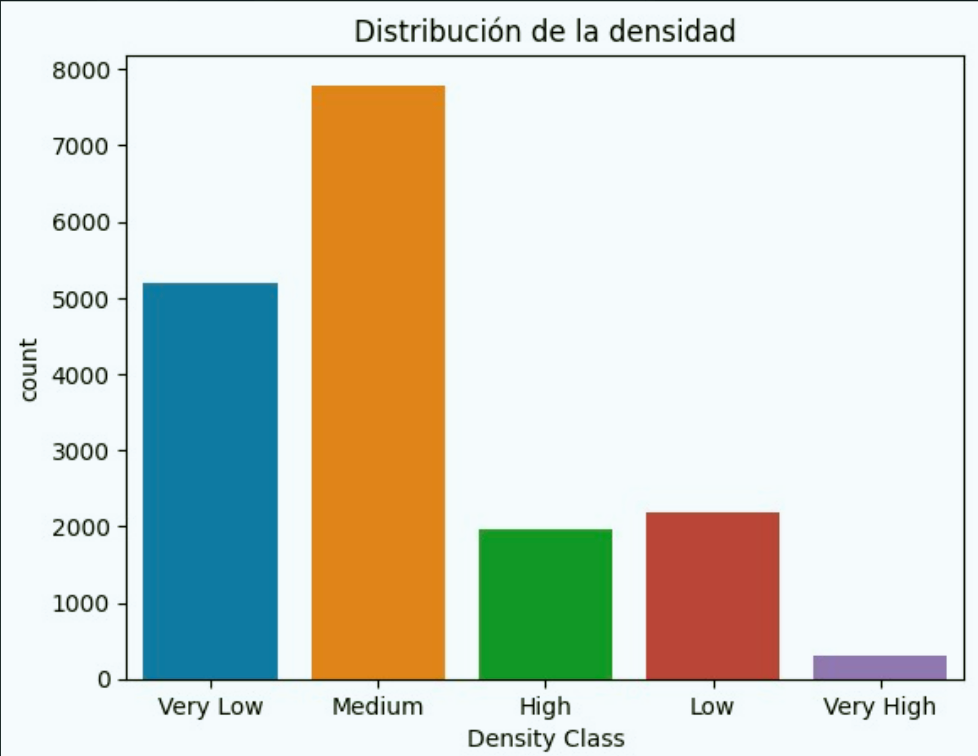 Distribución de la densidad
8000
7000
6000
5000
4000
3000
2000
1000
0
count
Very Low Medium High Low Very High
Density Class